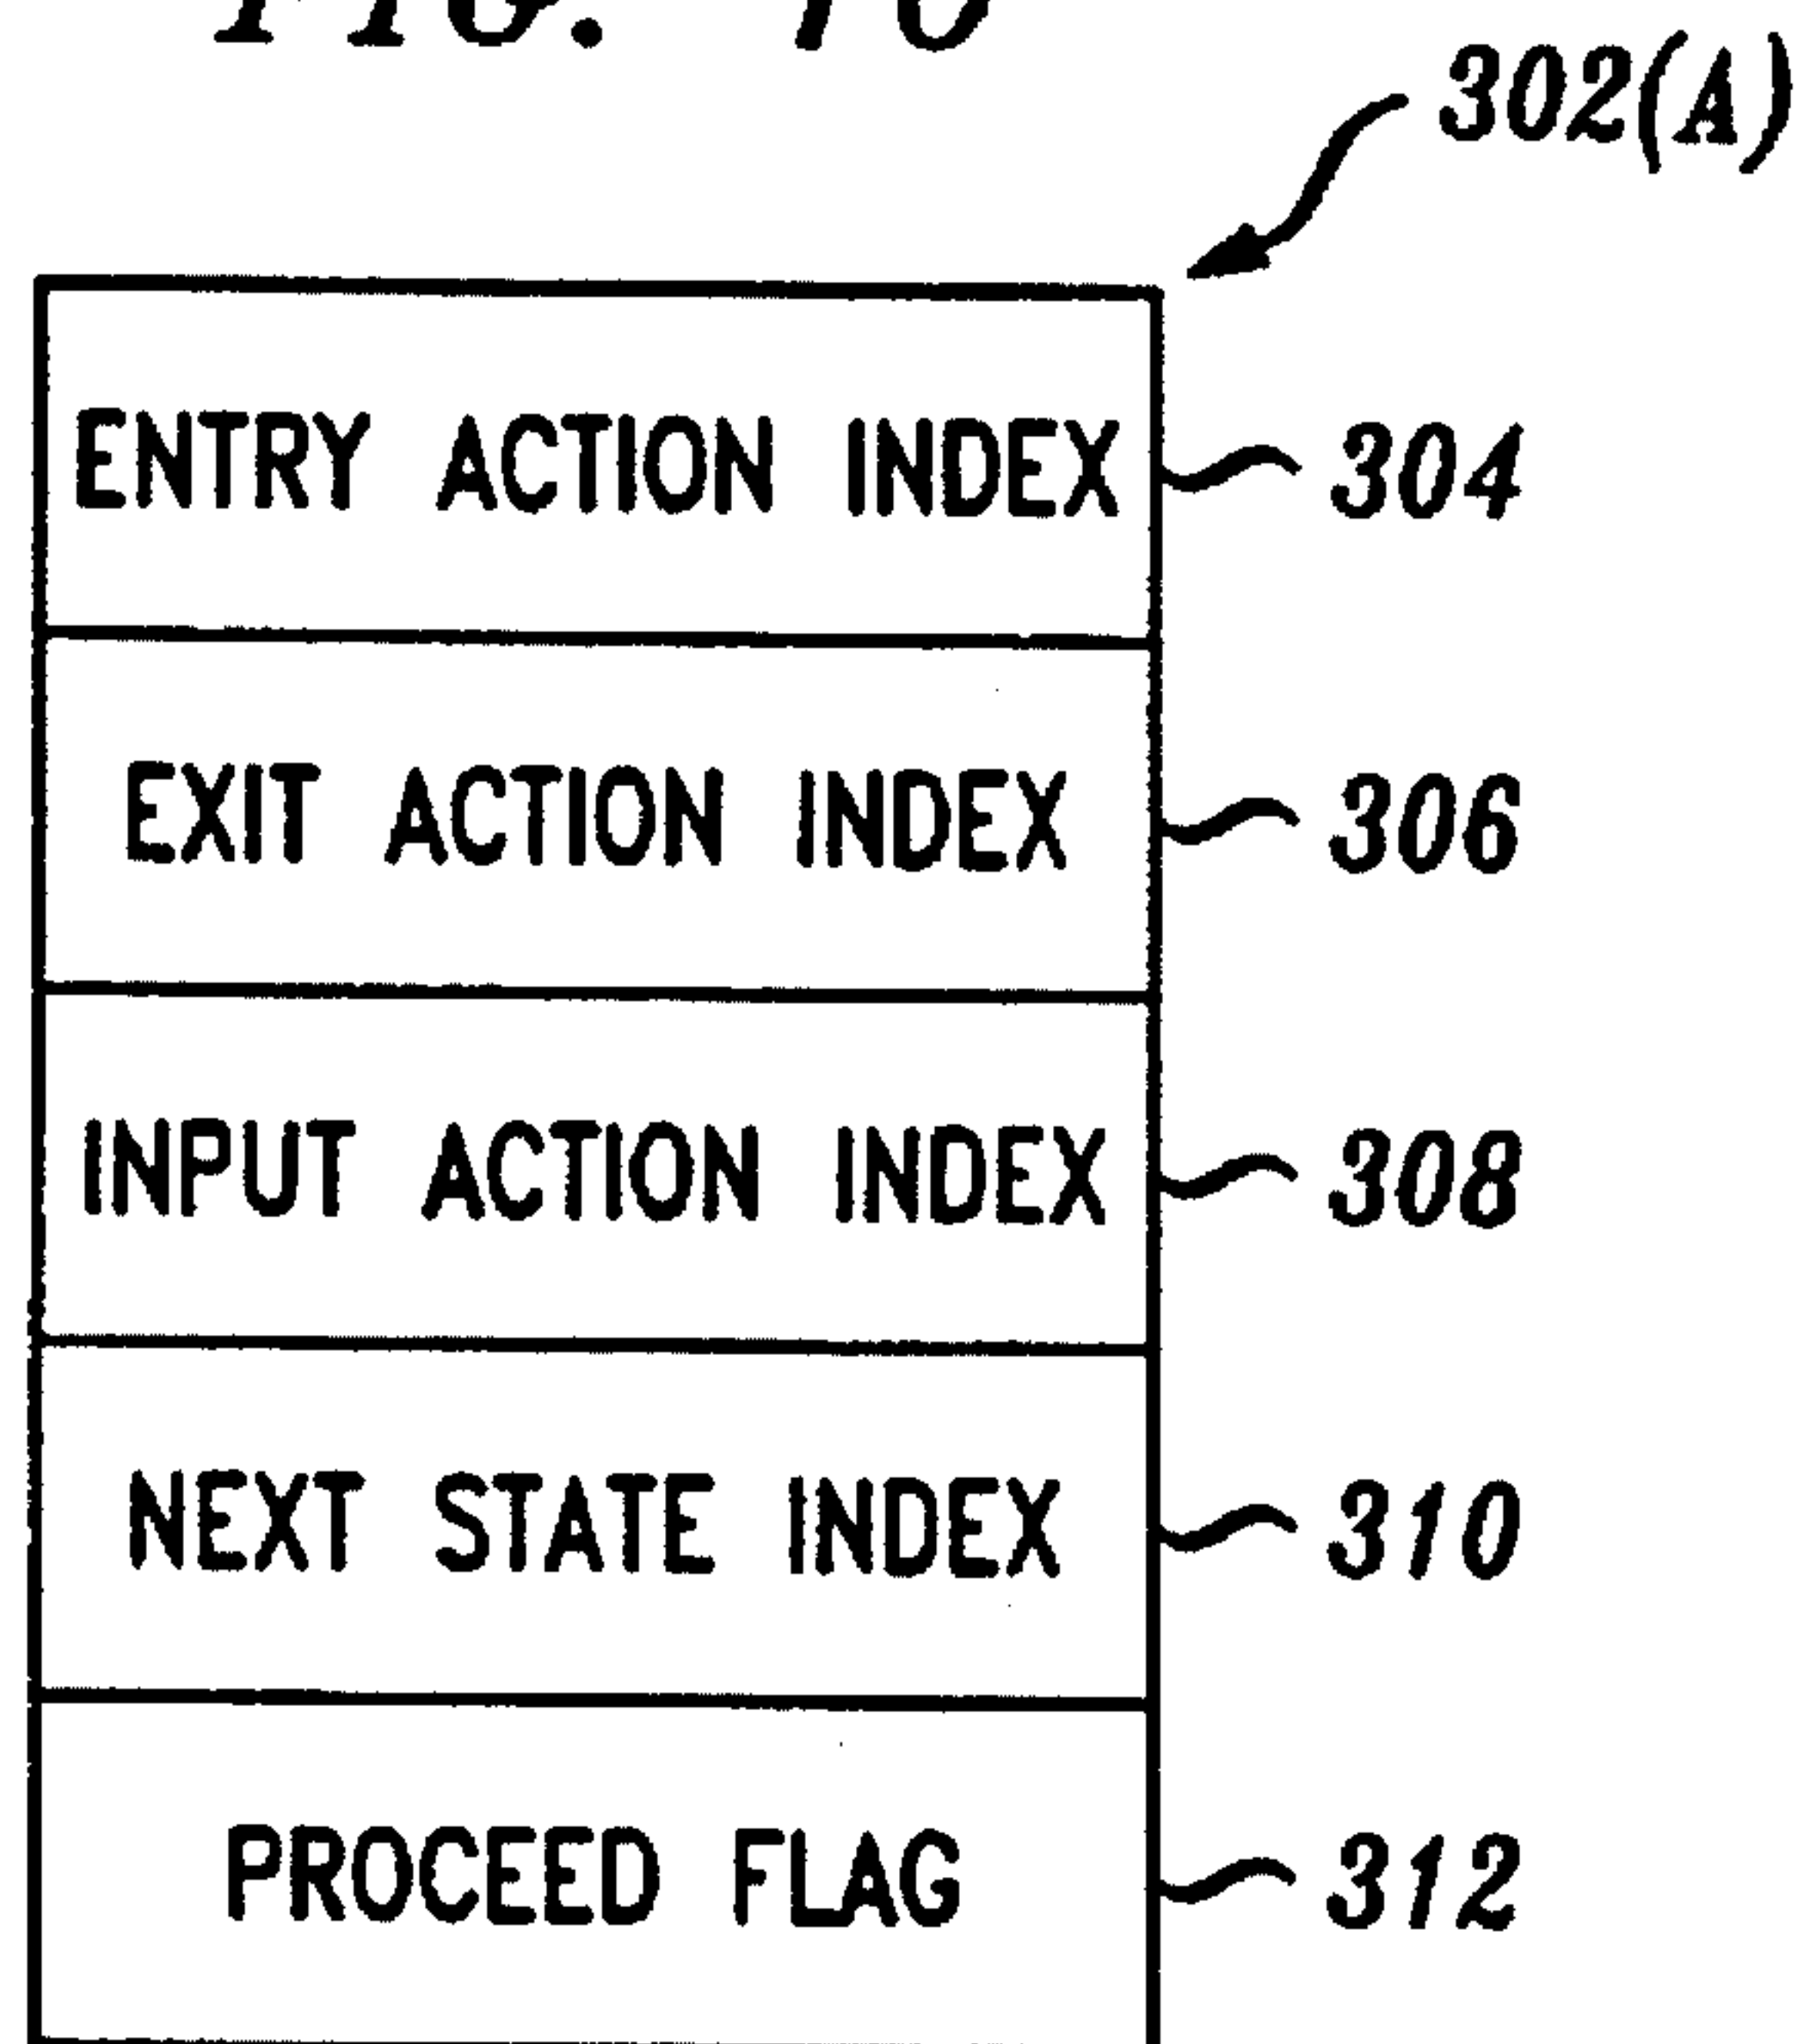 FIG.
302(A)
ENTRY ACTION INDEX 304
EXIT ACTION INDEX 306
INPUT ACTION INDEX 308
NEXT STATE INDEX 310
PROCEED FLAG 312